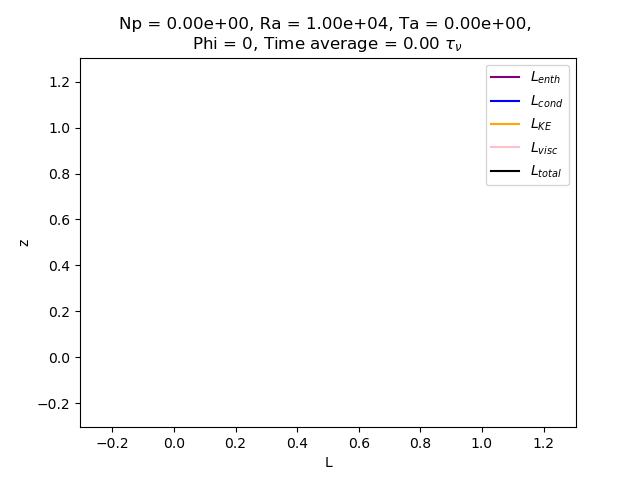 Np = 0.00e+00, Ra = 1.00e+04, Ta = 0.00e+00,
Phi = 0, Time average = 0.00 τν
L_enth
L_cond
L_KE
L_visc
L_total
1.2
1.0
0.8
0.6
0.4
0.2
0.0
−0.2
z
−0.2 0.0 0.2 0.4 0.6 0.8 1.0 1.2
L